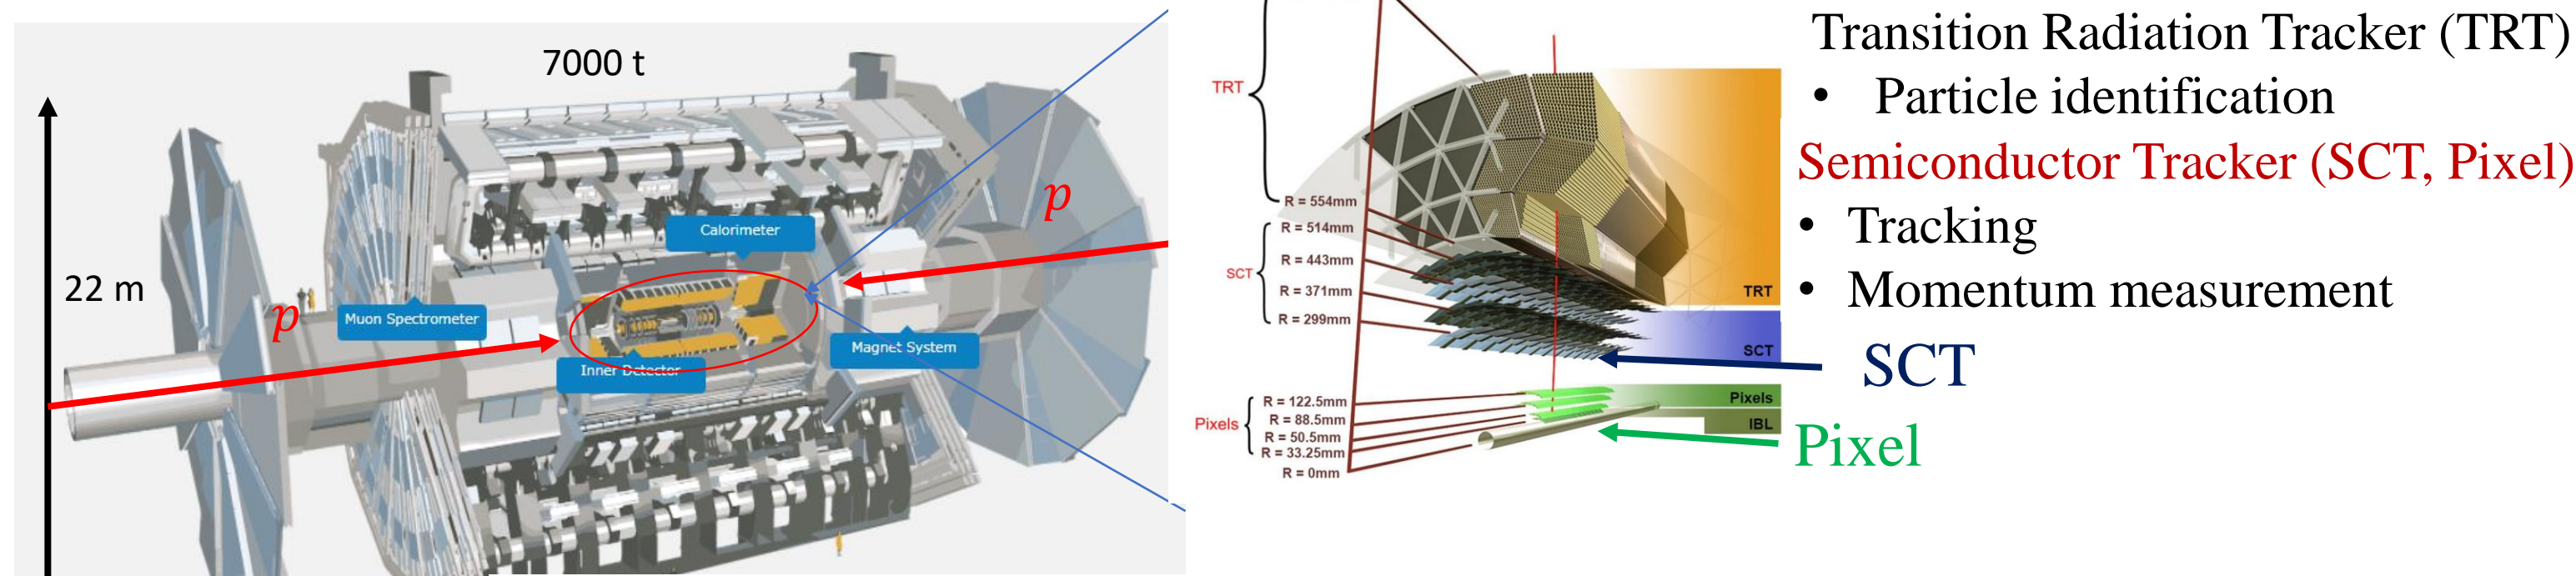 7000 t
22 m
p
p
Calorimeter
Muon Spectrometer
Magnet System
Inner Detector
TRT
R = 554mm
R = 514mm
R = 443mm
SCT
R = 371mm
R = 299mm
R = 122.5mm
R = 88.5mm
Pixels
R = 50.5mm
R = 33.25mm
R = 0mm
TRT
SCT
Pixels
IBL
Transition Radiation Tracker (TRT)
• Particle identification
Semiconductor Tracker (SCT, Pixel)
• Tracking
• Momentum measurement
SCT
Pixel